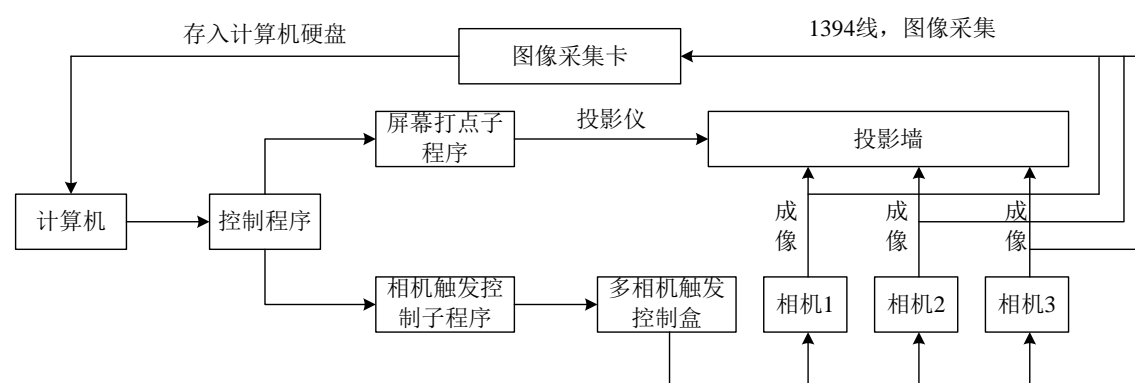 存入计算机硬盘
图像采集卡
1394线，图像采集
屏幕打点子
程序
投影仪
投影墙
计算机
控制程序
成
像
成
像
成
像
相机触发控
制子程序
多相机触发
控制盒
相机1
相机2
相机3